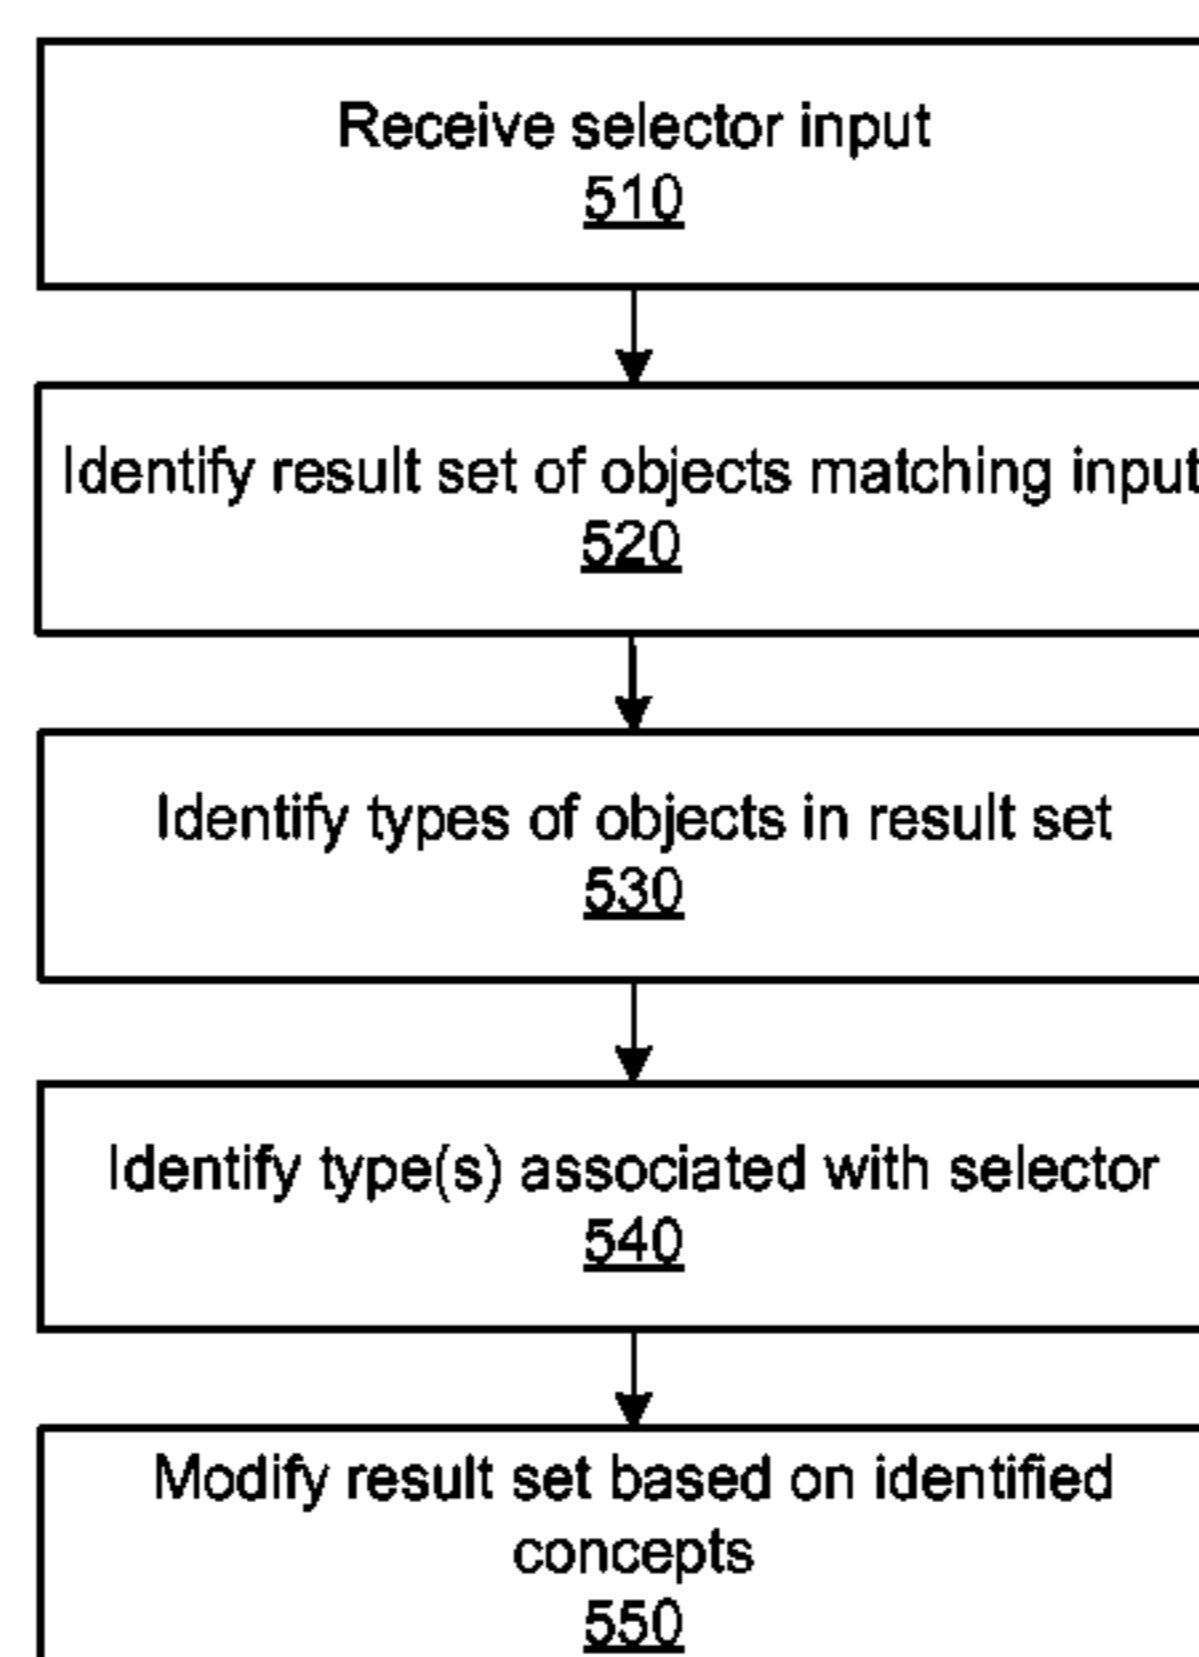 Receive selector input
510
Identify result set of objects matching input
520
Identify types of objects in result set
530
Identify type(s) associated with selector
540
Modify result set based on identified
concepts
550